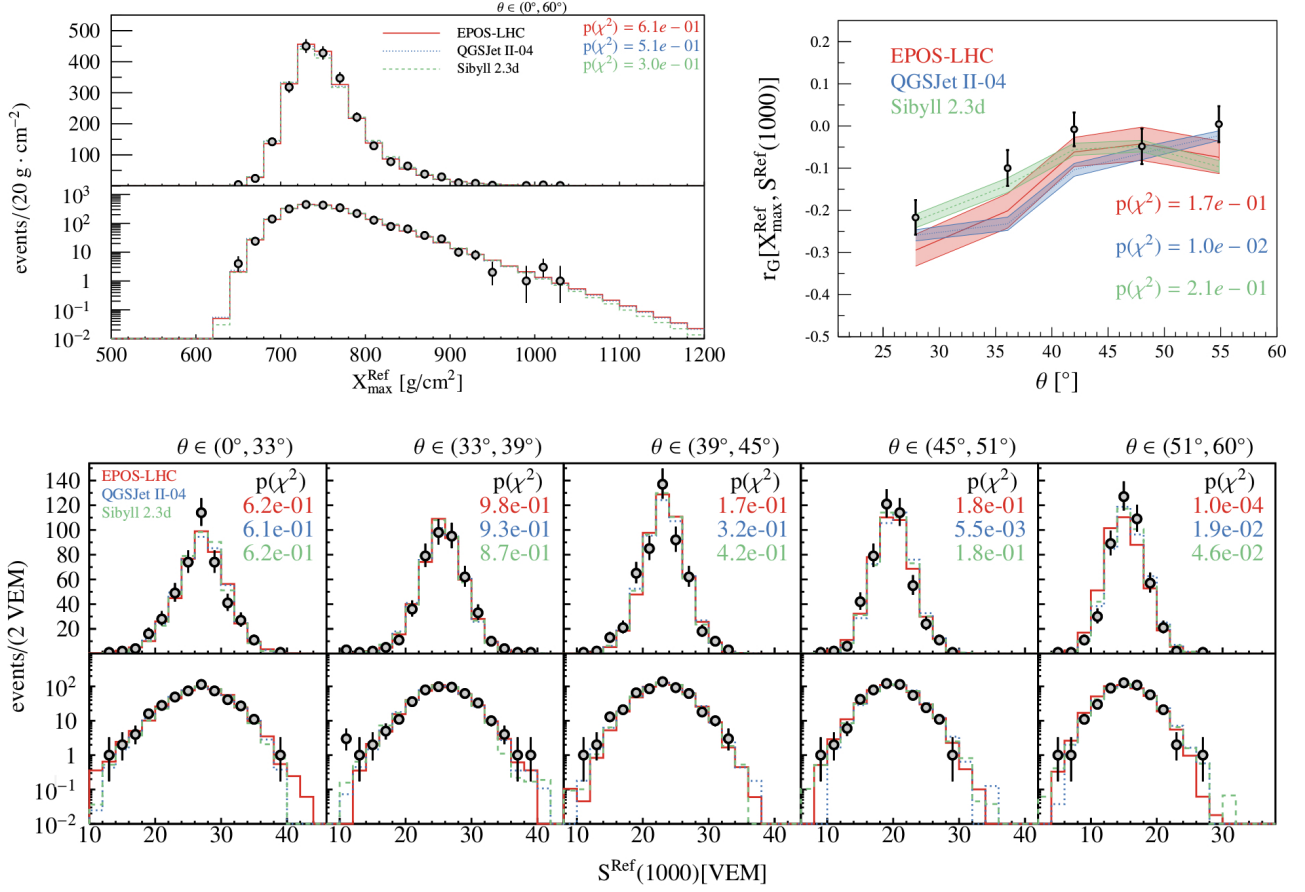 θ ∈ (0°, 60°)
events/(20 g · cm⁻²)
500
400
300
200
100
EPOS-LHC
QGSJet II-04
Sibyll 2.3d
p(χ²) = 6.1e − 01
p(χ²) = 5.1e − 01
p(χ²) = 3.0e − 01
10³
10²
10
1
10⁻¹
10⁻²
500 600 700 800 900 1000 1100 1200
X_max^Ref [g/cm²]
r_G[X_max^Ref, S^Ref(1000)]
0.2
0.1
0.0
-0.1
-0.2
-0.3
-0.4
-0.5
EPOS-LHC
QGSJet II-04
Sibyll 2.3d
p(χ²) = 1.7e − 01
p(χ²) = 1.0e − 02
p(χ²) = 2.1e − 01
25 30 35 40 45 50 55 60
θ [°]
θ ∈ (0°, 33°) θ ∈ (33°, 39°) θ ∈ (39°, 45°) θ ∈ (45°, 51°) θ ∈ (51°, 60°)
events/(2 VEM)
140
120
100
80
60
40
20
EPOS-LHC
QGSJet II-04
Sibyll 2.3d
p(χ²)
6.2e-01
6.1e-01
6.2e-01
p(χ²)
9.8e-01
9.3e-01
8.7e-01
p(χ²)
1.7e-01
3.2e-01
4.2e-01
p(χ²)
1.8e-01
5.5e-03
1.8e-01
p(χ²)
1.0e-04
1.9e-02
4.6e-02
10²
10
1
10⁻¹
10⁻²
10 20 30 40 20 30 40 10 20 30 40 10 20 30 40 10 20 30
S^Ref(1000)[VEM]